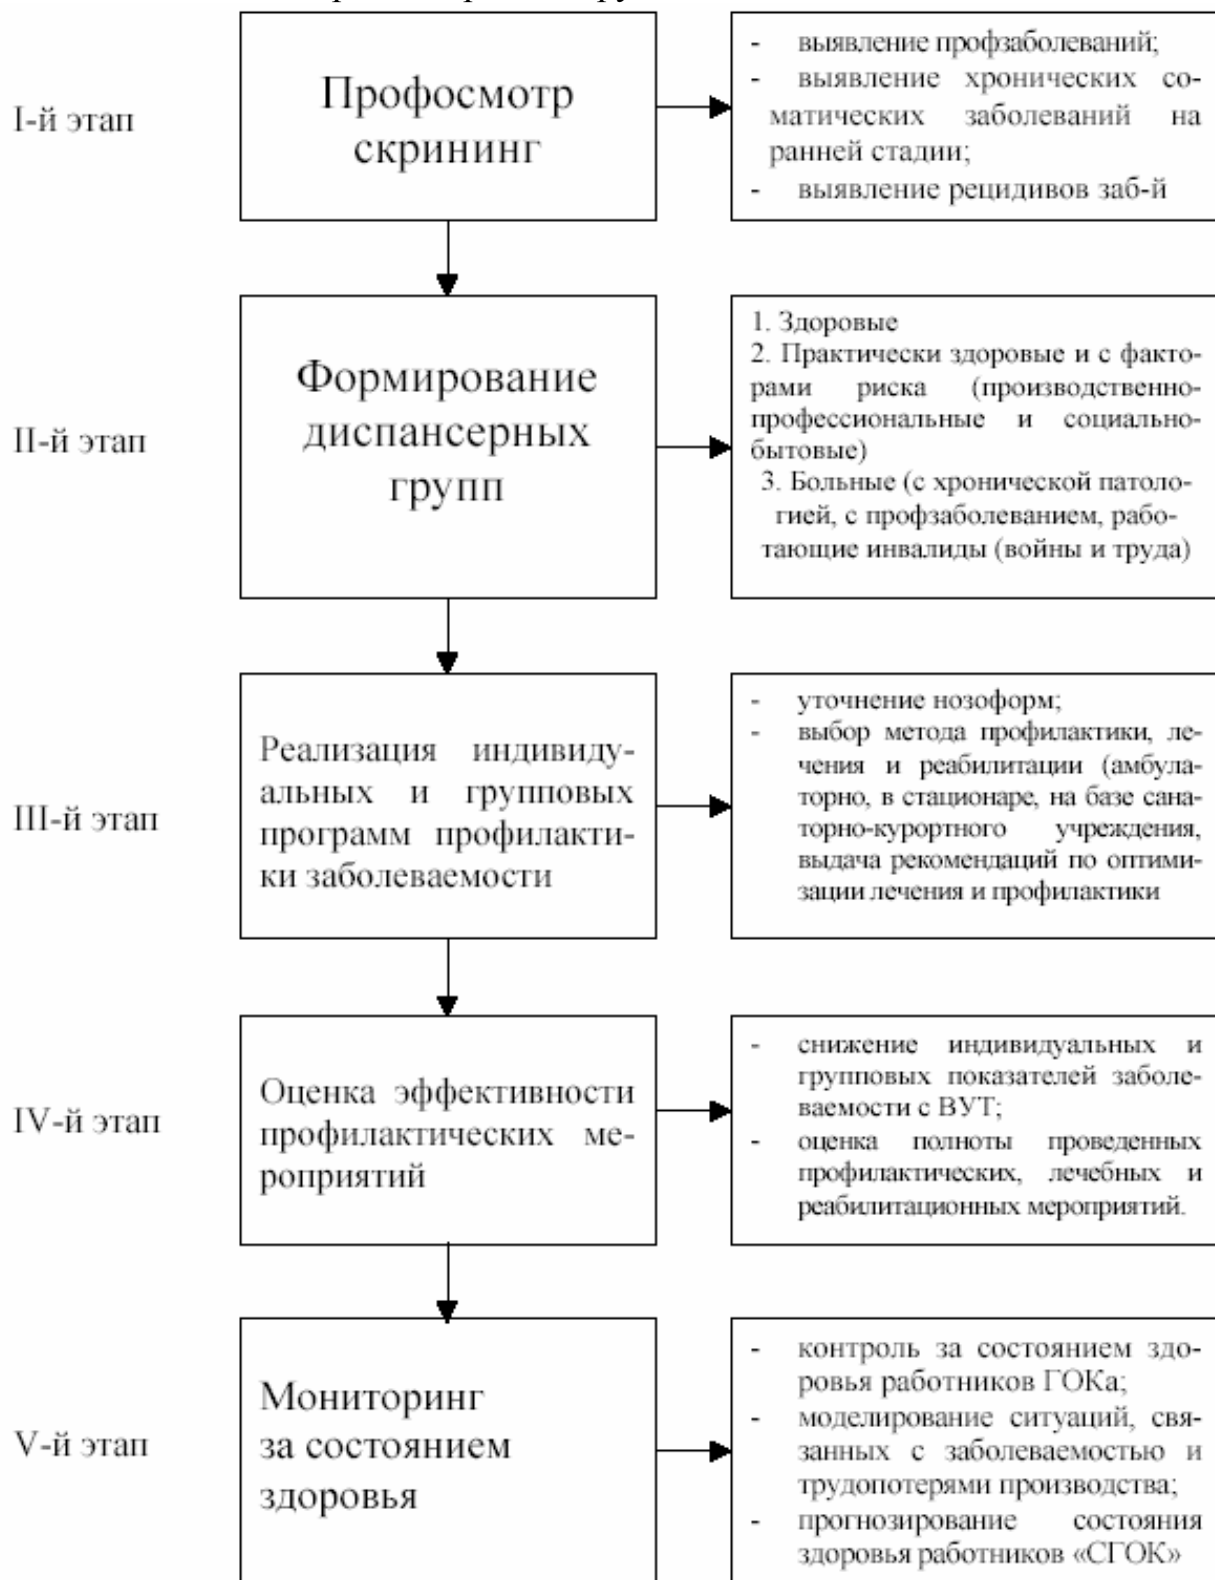 I-й этап
Профосмотр
скрининг
- выявление профзаболеваний;
- выявление хронических со-
матических заболеваний на
ранней стадии;
- выявление рецидивов заб-й
II-й этап
Формирование
диспансерных
групп
1. Здоровые
2. Практически здоровые и с факто-
рами риска (производственно-
профессиональные и социально-
бытовые)
3. Больные (с хронической патоло-
гией, с профзаболеванием, рабо-
тающие инвалиды (войны и труда)
III-й этап
Реализация индивиду-
альных и групповых
программ профилакти-
ки заболеваемости
- уточнение нозоформ;
- выбор метода профилактики, ле-
чения и реабилитации (амбула-
торно, в стационаре, на базе сана-
торно-курортного учреждения,
выдача рекомендаций по оптими-
зации лечения и профилактики
IV-й этап
Оценка эффективности
профилактических ме-
роприятий
- снижение индивидуальных и
групповых показателей заболе-
ваемости с ВУТ;
- оценка полноты проведенных
профилактических, лечебных и
реабилитационных мероприятий.
V-й этап
Мониторинг
за состоянием
здоровья
- контроль за состоянием здо-
ровья работников ГОКа;
- моделирование ситуаций, свя-
занных с заболеваемостью и
трудопотерями производства;
- прогнозирование состояния
здоровья работников «СГОК»